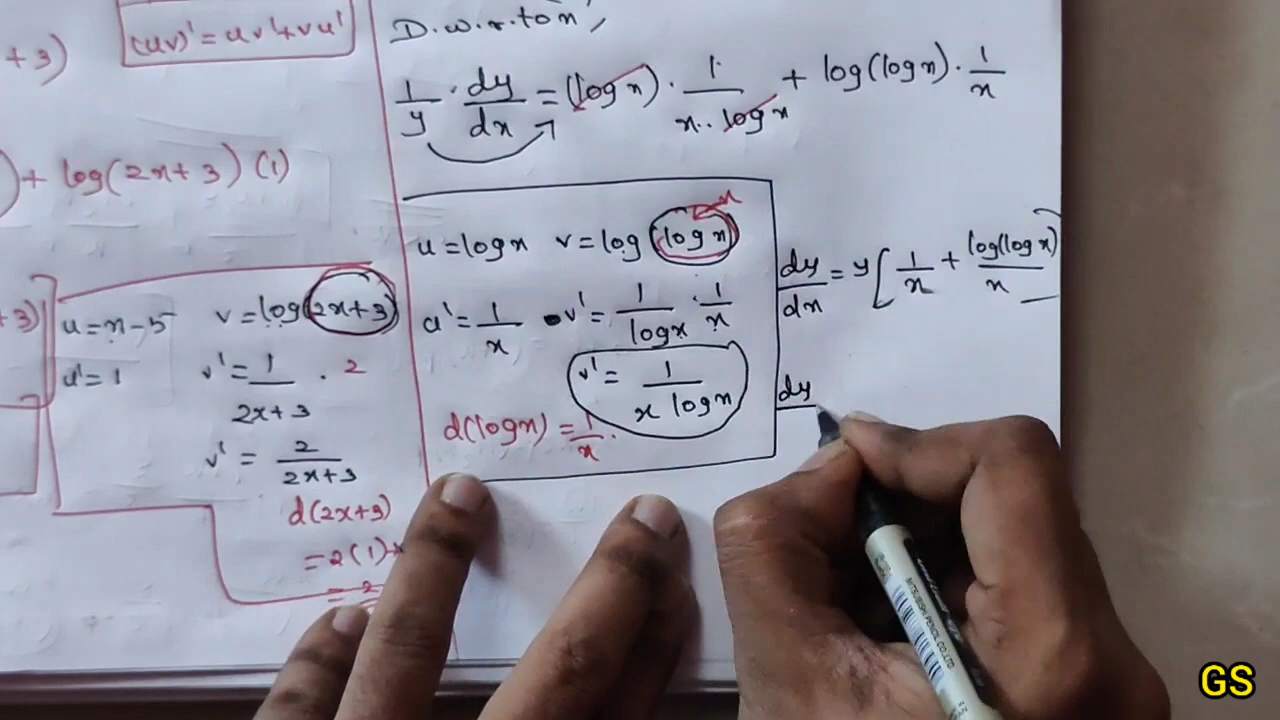 + 3)
(uv)' = uv' + vu'
) + log(2x + 3) (1)
+3)]
u = x - 5 v = log(2x+3)
u' = 1 v' = 1/2x+3 . 2
v' = 2/2x+3
d(2x+3)
= 2(1)+
D.w.r.to x,
1/y . dy/dx = (log x) . 1/x . log x + log(log x) . 1/x
u = log x v = log (log x)
u' = 1/x v' = 1/log x . 1/x
v' = 1/x log x
d(log x) = 1/x .
dy/dx = y [ 1/x + log(log x)/x
dy
GS